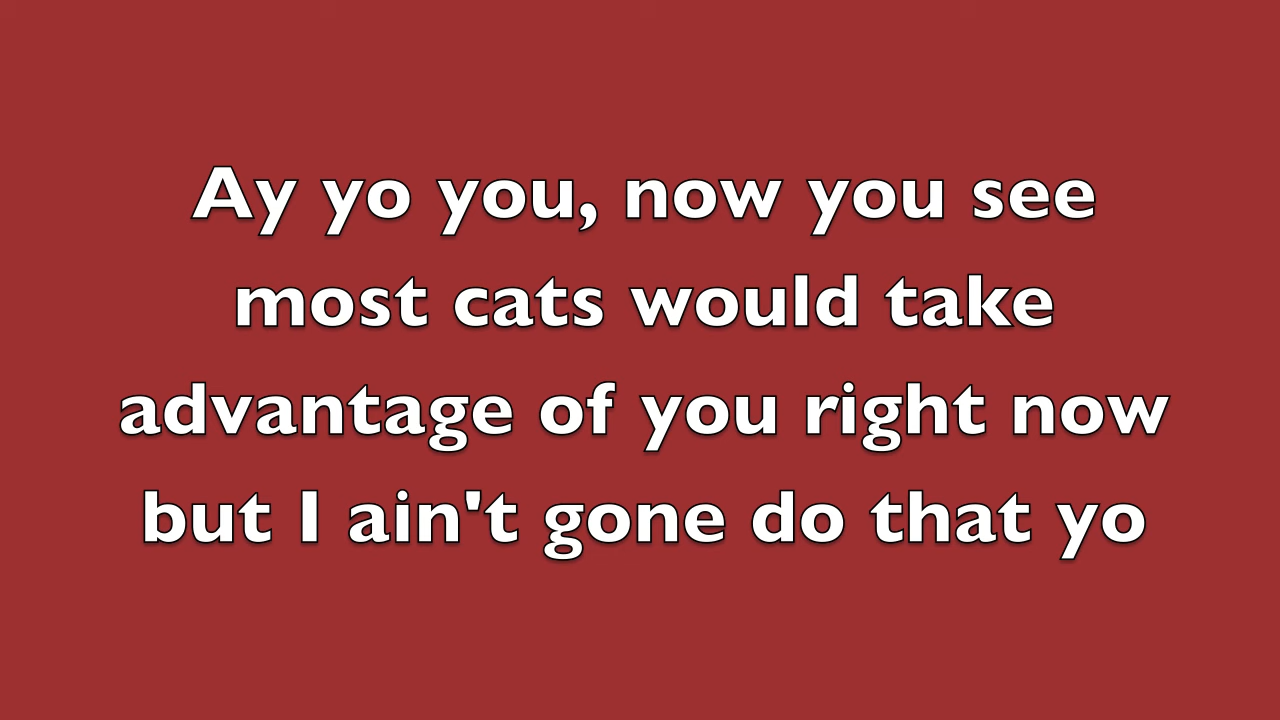 Ay yo you, now you see
most cats would take
advantage of you right now
but I ain't gone do that yo